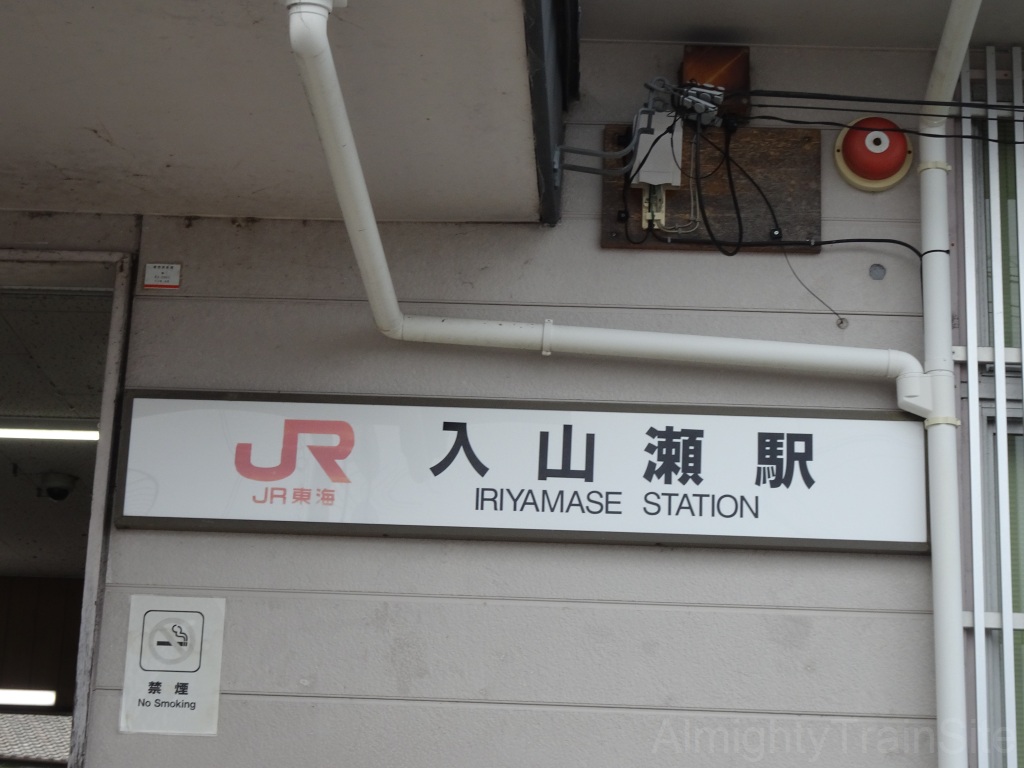 JR
JR東海
入山瀬駅
IRIYAMASE STATION
禁煙
No Smoking
AlmightyTrainSite